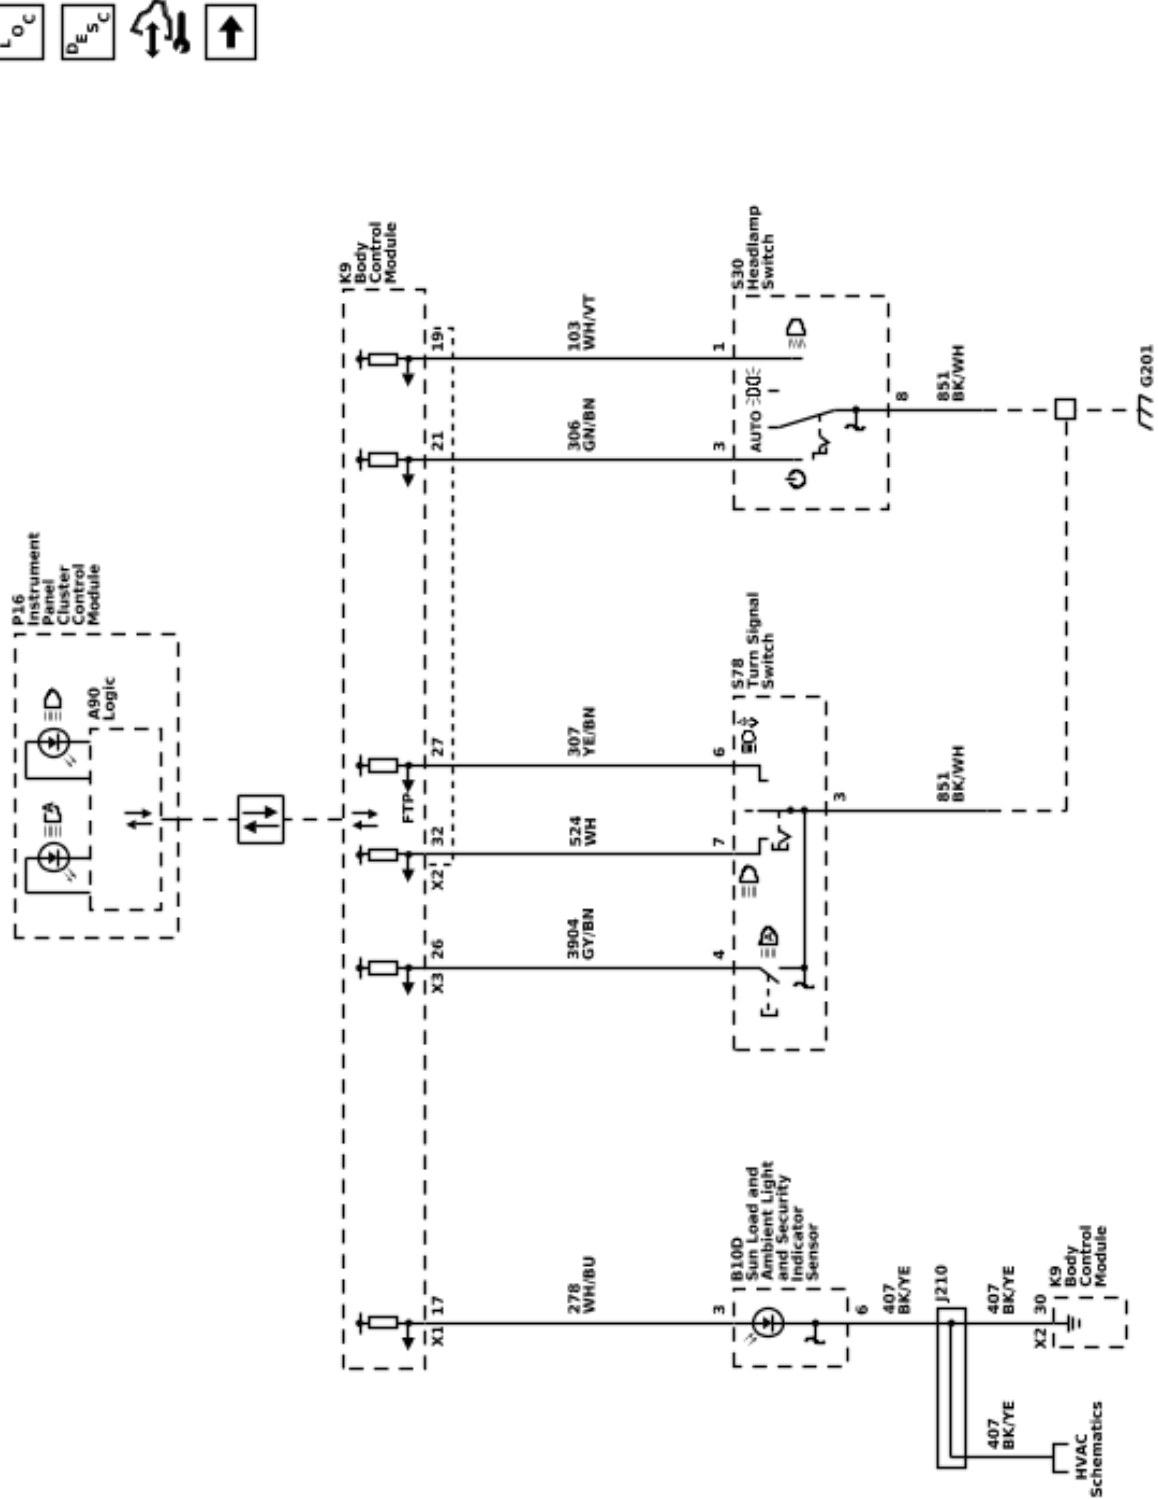 LOC
DESC
P16
Instrument
Panel
Cluster
Control
Module
A90
Logic
K9
Body
Control
Module
X1
17
X3
26
X2
32
FTP
27
21
19
278
WH/BU
3904
GY/BN
524
WH
307
YE/BN
306
GN/BN
103
WH/VT
3
4
7
6
3
1
B10D
Sun Load and
Ambient Light
and Security
Indicator
Sensor
S78
Turn Signal
Switch
S30
Headlamp
Switch
A
AUTO
6
3
8
407
BK/YE
851
BK/WH
851
BK/WH
J210
407
BK/YE
407
BK/YE
X2
30
K9
Body
Control
Module
HVAC
Schematics
G201